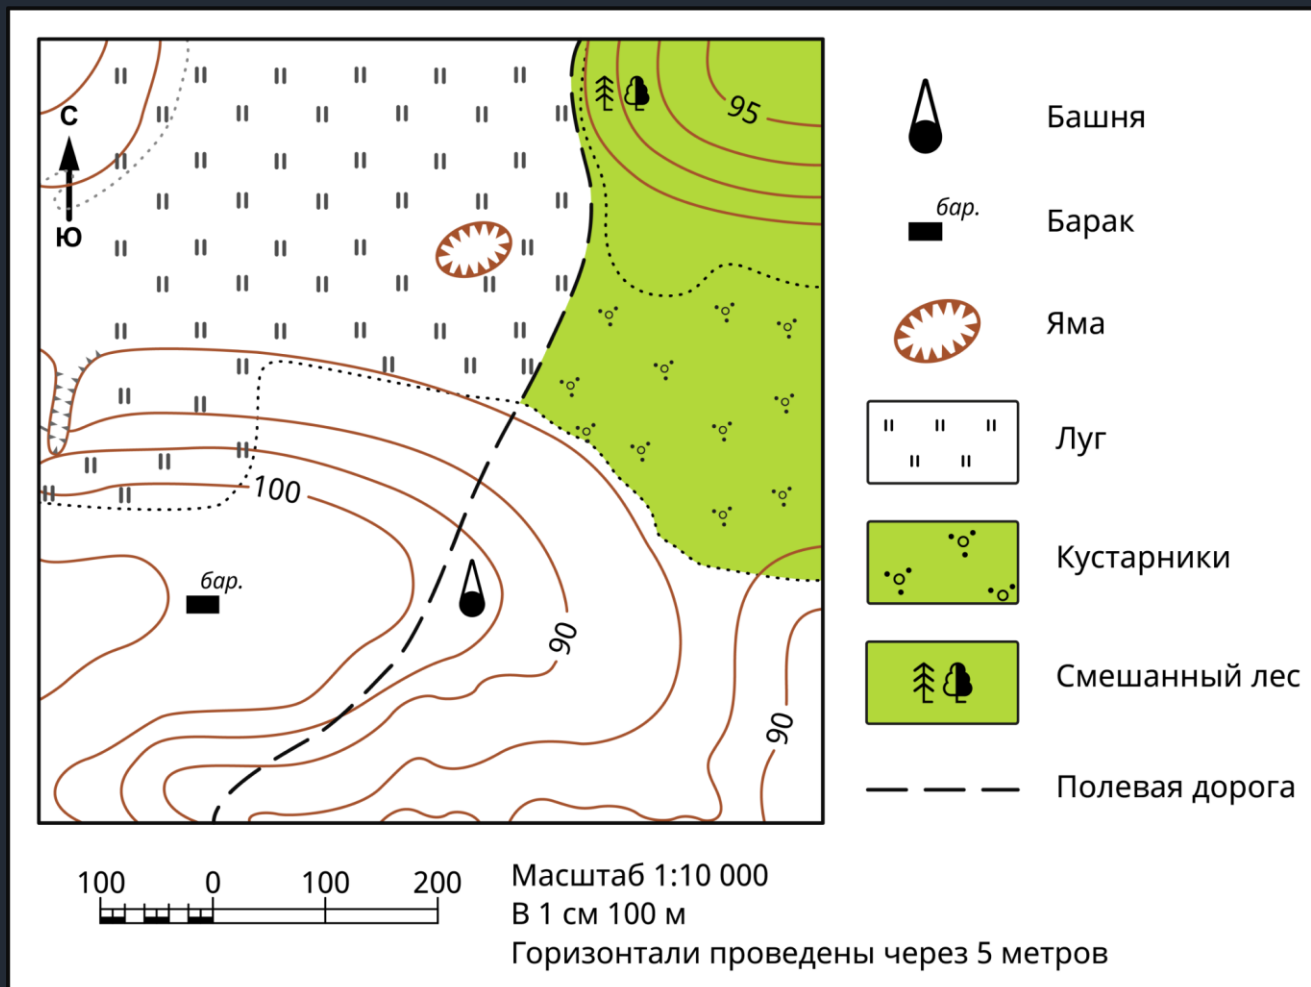 С
Ю
95
100
бар.
90
90
Башня
бар.
Барак
Яма
Луг
Кустарники
Смешанный лес
Полевая дорога
100 0 100 200
Масштаб 1:10 000
В 1 см 100 м
Горизонтали проведены через 5 метров